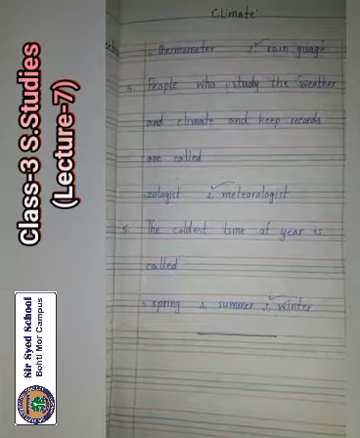 Climate
1, thermometer 2, rain guage
4. People who study the weather
and climate and keep records
are called
zologist 2, meteorologist
5 The coldest time of year is
called
1, spring 2, summer 3, winter
Class-3 S.Studies
(Lecture-7)
Sir Syed School
Bohti Mor Campus